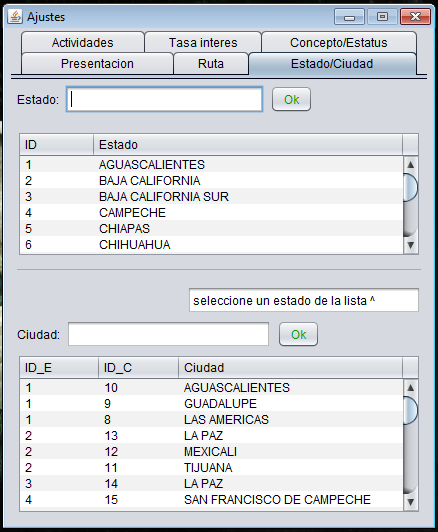 Ajustes
Actividades Tasa interes Concepto/Estatus
Presentacion Ruta Estado/Ciudad
Estado: Ok
ID Estado
1 AGUASCALIENTES
2 BAJA CALIFORNIA
3 BAJA CALIFORNIA SUR
4 CAMPECHE
5 CHIAPAS
6 CHIHUAHUA
seleccione un estado de la lista ^
Ciudad: Ok
ID_E ID_C Ciudad
1 10 AGUASCALIENTES
1 9 GUADALUPE
1 8 LAS AMERICAS
2 13 LA PAZ
2 12 MEXICALI
2 11 TIJUANA
3 14 LA PAZ
4 15 SAN FRANCISCO DE CAMPECHE